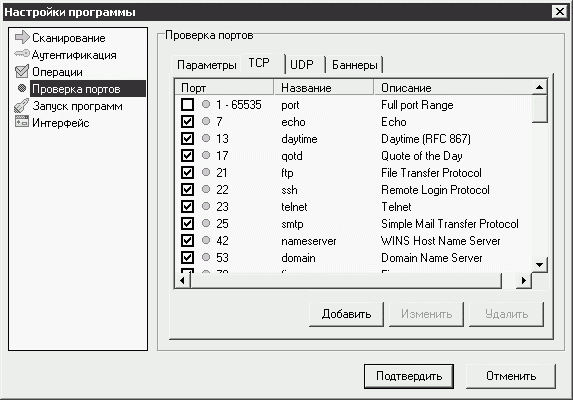 Настройки программы
Сканирование
Аутентификация
Операции
Проверка портов
Запуск программ
Интерфейс
Проверка портов
Параметры TCP UDP Баннеры
Порт Название Описание
1 - 65535 port Full port Range
7 echo Echo
13 daytime Daytime (RFC 867)
17 qotd Quote of the Day
21 ftp File Transfer Protocol
22 ssh Remote Login Protocol
23 telnet Telnet
25 smtp Simple Mail Transfer Protocol
42 nameserver WINS Host Name Server
53 domain Domain Name Server
Добавить Изменить Удалить
Подтвердить Отменить